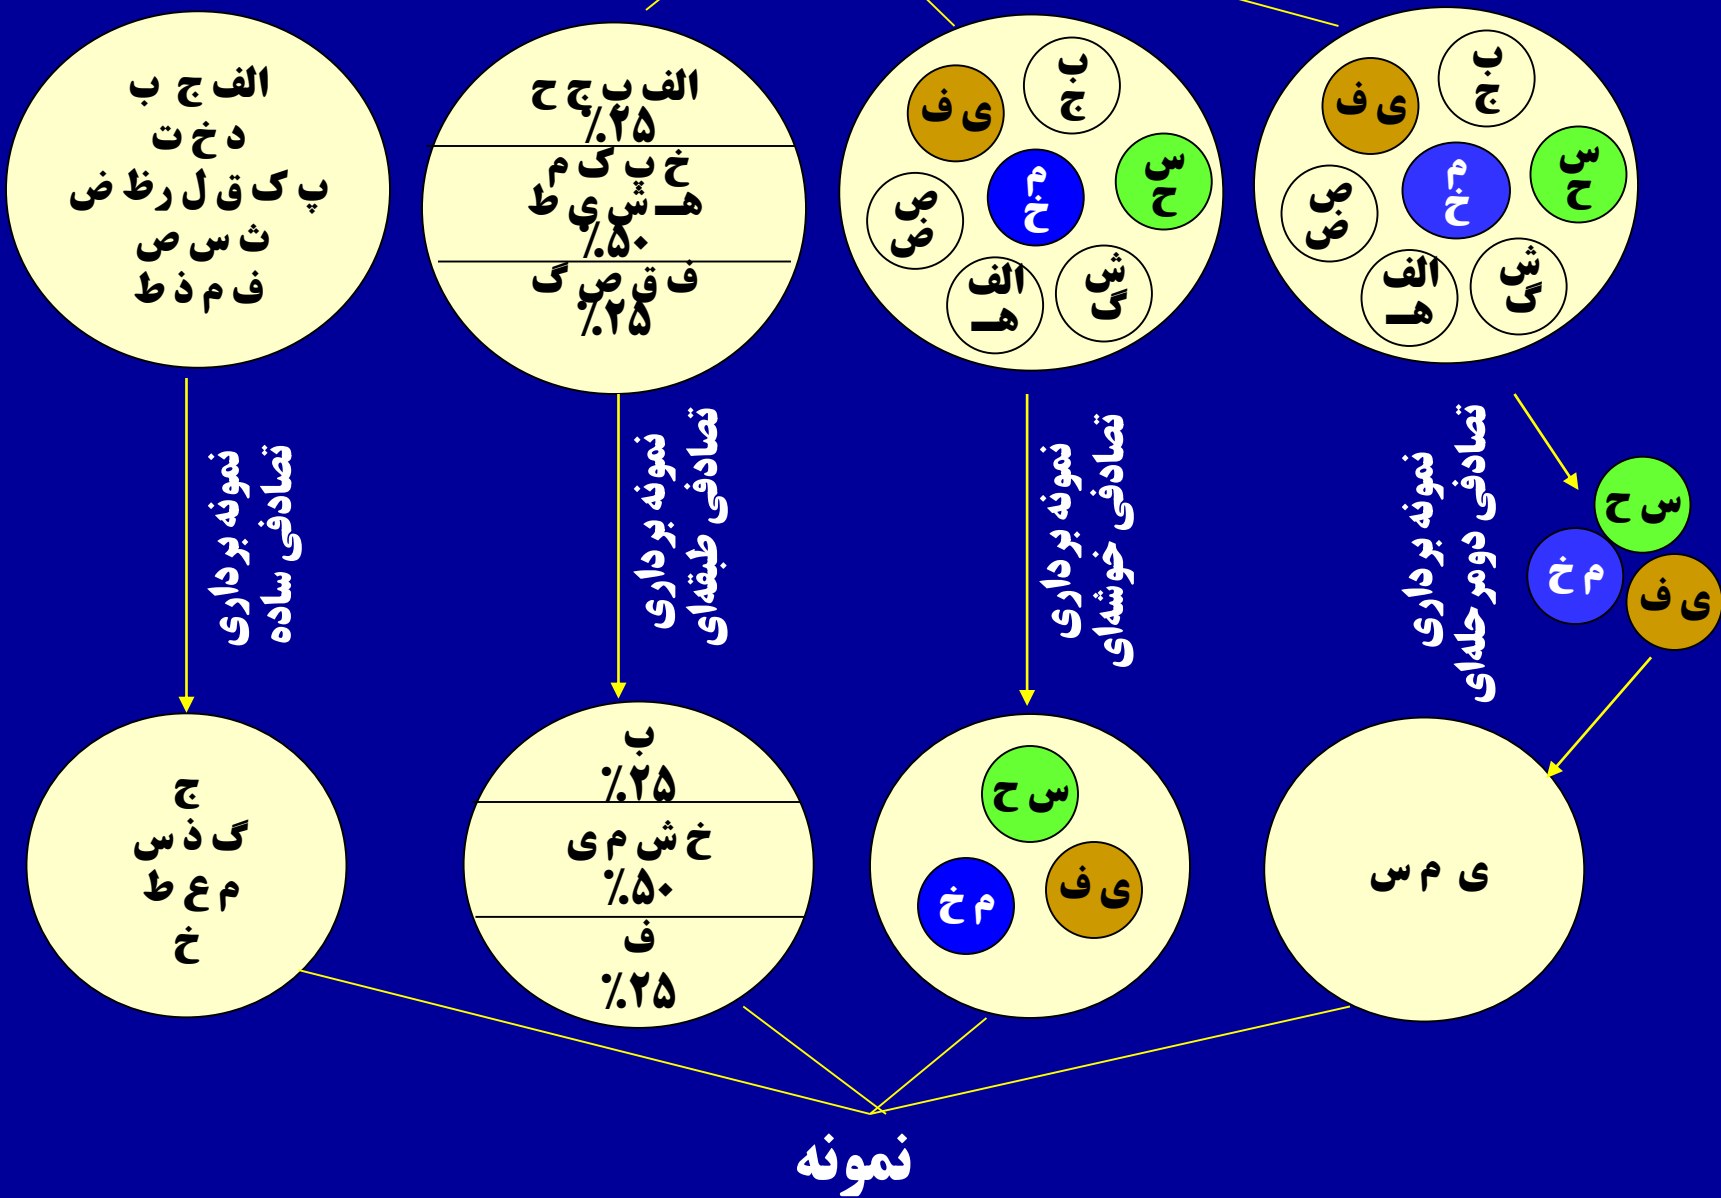 الف ج ب
د خ ت
پ ک ق ل ر ظ ض
ث س ص
ف م ذ ط
الف ب ج ح
٪۲۵
خ پ ک م
هـ ش ی ط
٪۵۰
ف ق ص گ
٪۲۵
ب
ج
ی ف
س
ح
م
خ
ص
ض
الف
هـ
ش
گ
ب
ج
ی ف
س
ح
م
خ
ص
ض
الف
هـ
ش
گ
نمونه برداری
تصادفی ساده
نمونه برداری
تصادفی طبقه‌ای
نمونه برداری
تصادفی خوشه‌ای
نمونه برداری
تصادفی دومرحله‌ای
س ح
م خ
ی ف
ج
گ ذ س
م ع ط
خ
ب
٪۲۵
خ ش م ی
٪۵۰
ف
٪۲۵
س ح
ی ف
م خ
ی م س
نمونه